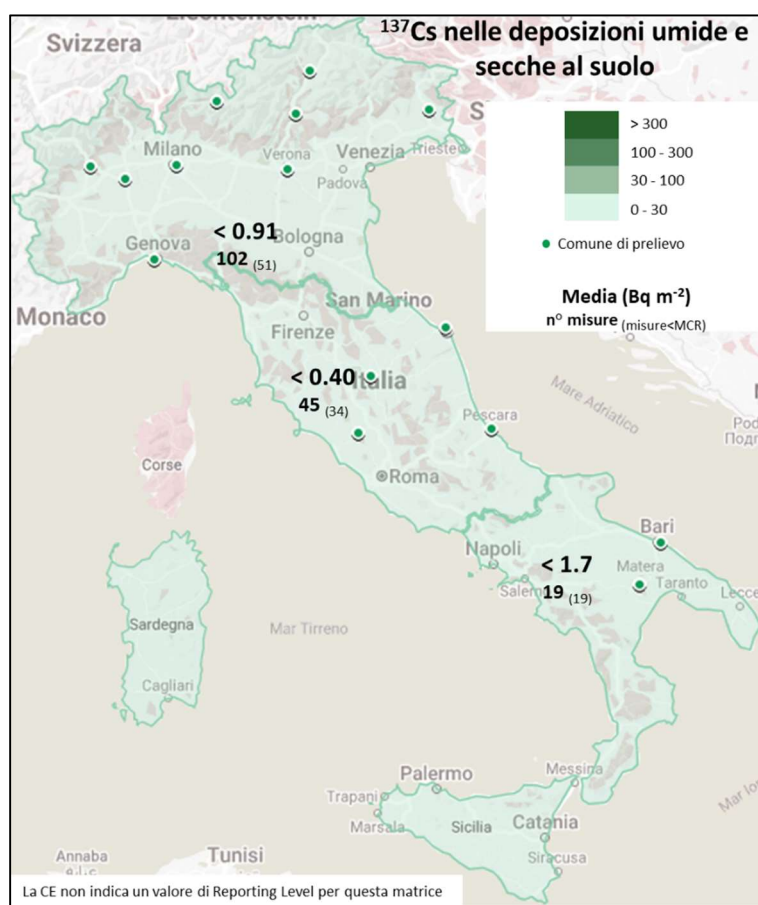 ¹³⁷Cs nelle deposizioni umide e
secche al suolo
> 300
100 - 300
30 - 100
0 - 30
Comune di prelievo
Media (Bq m⁻²)
n° misure (misure<MCR)
Svizzera
Milano
Verona
Venezia
Trieste
Padova
< 0.91
102 (51)
Bologna
Genova
San Marino
Monaco
Firenze
< 0.40
Italia
45 (34)
Mare Adriatico
Pescara
Corse
Roma
Bari
Napoli
< 1.7
Matera
Salerno
19 (19)
Taranto
Lecce
Sardegna
Mar Tirreno
Cagliari
Palermo
Messina
Trapani
Marsala
Sicilia
Catania
Siracusa
Annaba
Tunisi
La CE non indica un valore di Reporting Level per questa matrice